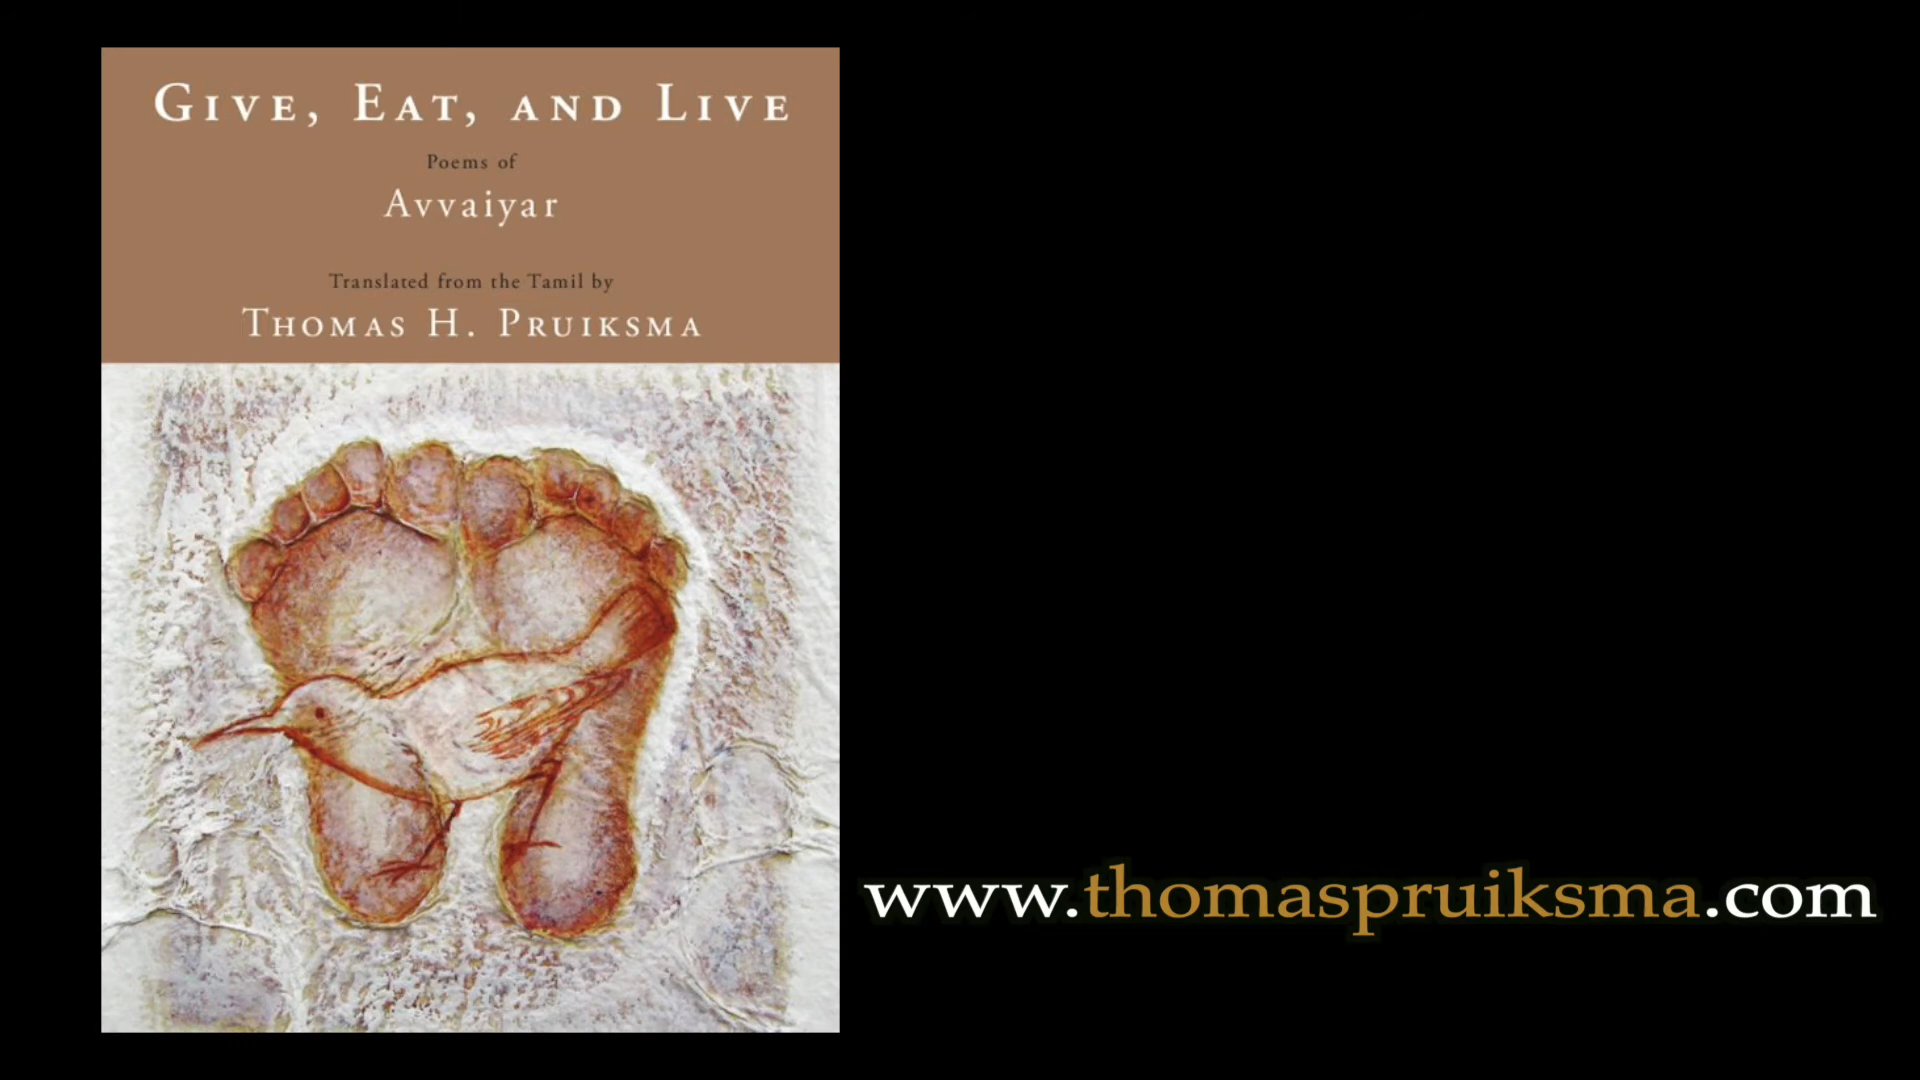 Give, Eat, and Live
Poems of
Avvaiyar
Translated from the Tamil by
Thomas H. Pruiksma
www.thomaspruiksma.com